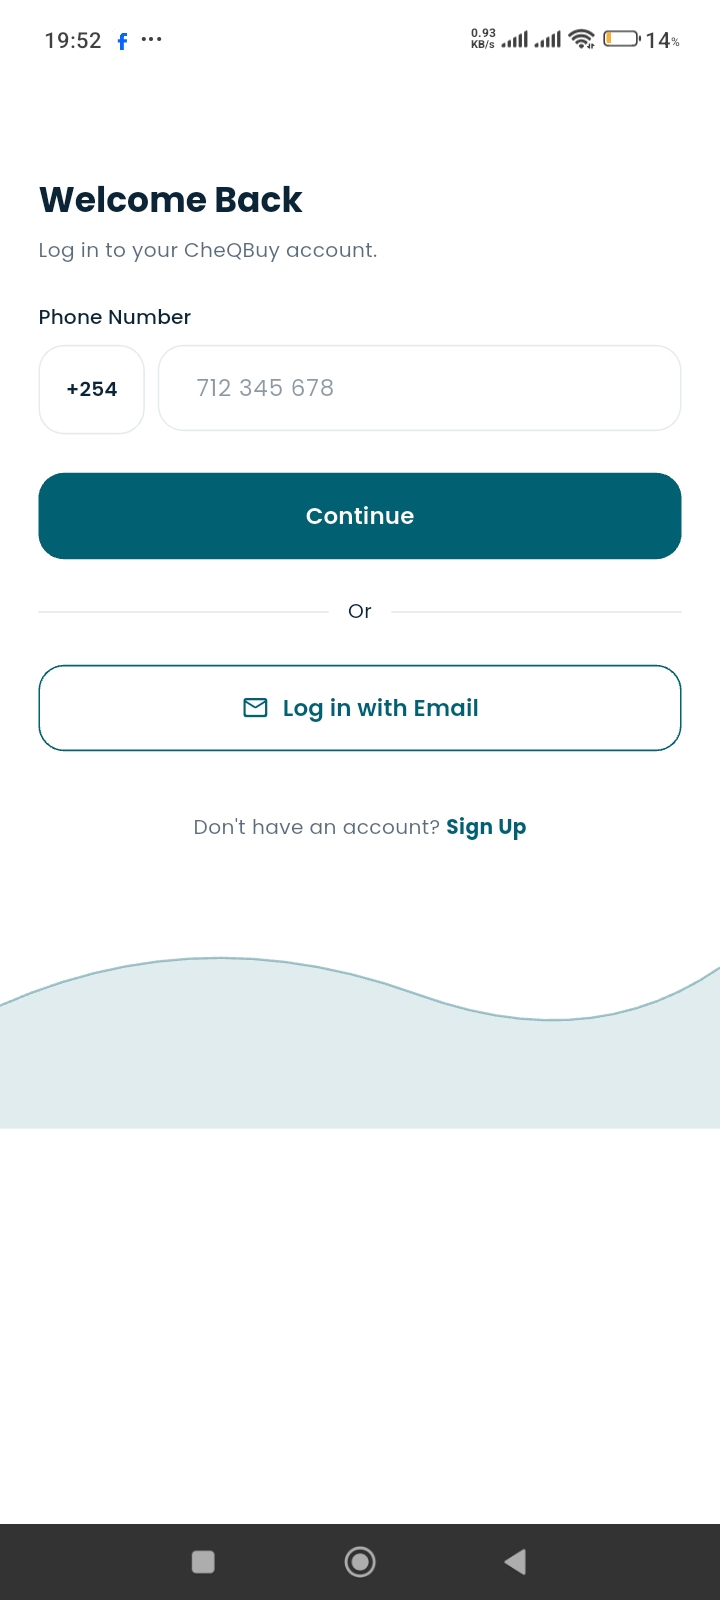 19:52
0.93
KB/s
14%
Welcome Back
Log in to your CheQBuy account.
Phone Number
+254
712 345 678
Continue
Or
Log in with Email
Don't have an account? Sign Up